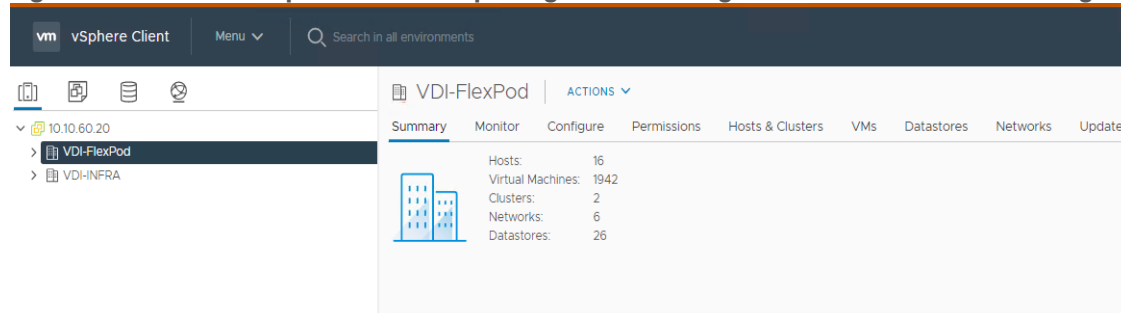 vm vSphere Client Menu Search in all environments
10.10.60.20
VDI-FlexPod
VDI-INFRA
VDI-FlexPod ACTIONS
Summary Monitor Configure Permissions Hosts & Clusters VMs Datastores Networks Update
Hosts: 16
Virtual Machines: 1942
Clusters: 2
Networks: 6
Datastores: 26